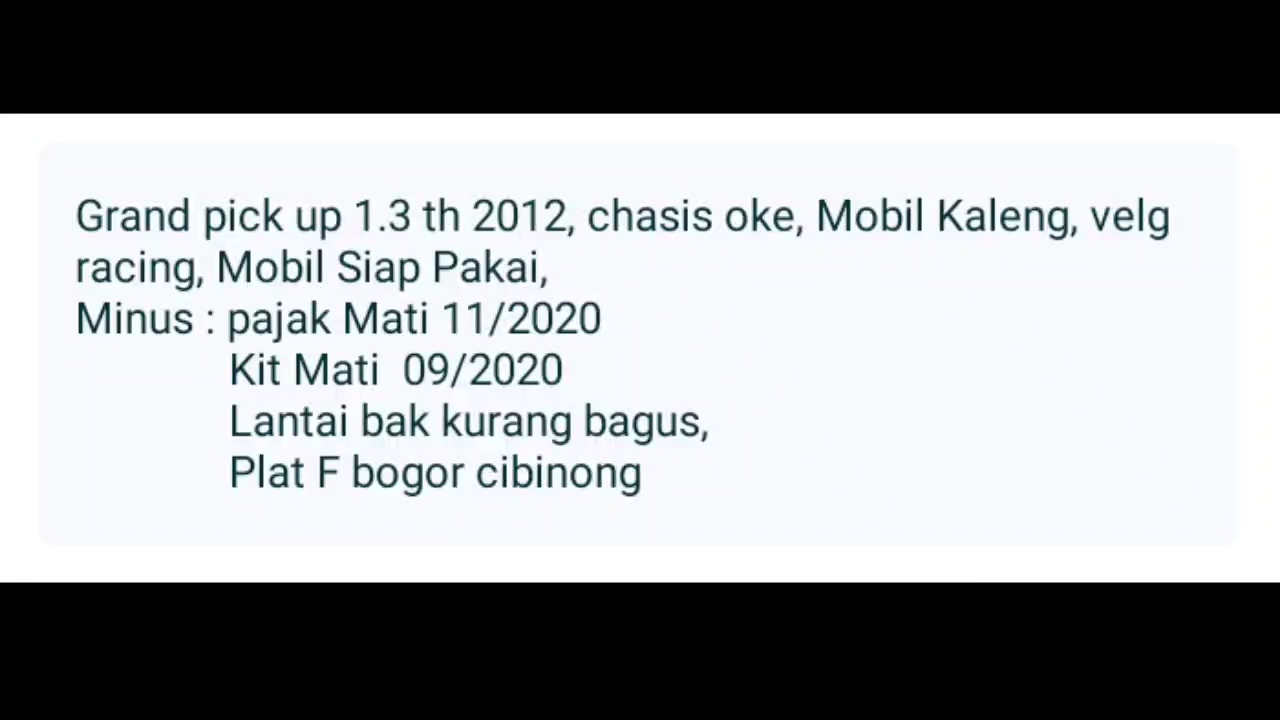 Grand pick up 1.3 th 2012, chasis oke, Mobil Kaleng, velg
racing, Mobil Siap Pakai,
Minus : pajak Mati 11/2020
Kit Mati 09/2020
Lantai bak kurang bagus,
Plat F bogor cibinong